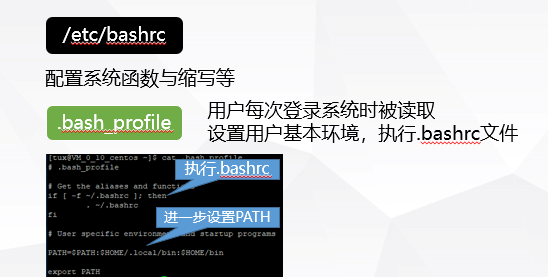 /etc/bashrc
配置系统函数与缩写等
.bash_profile
用户每次登录系统时被读取
设置用户基本环境，执行.bashrc文件
[tux@VM_0_10_centos ~]$ cat .bash_profile
# .bash_profile
执行.bashrc
# Get the aliases and functions
if [ -f ~/.bashrc ]; then
. ~/.bashrc
fi
进一步设置PATH
# User specific environment and startup programs
PATH=$PATH:$HOME/.local/bin:$HOME/bin
export PATH